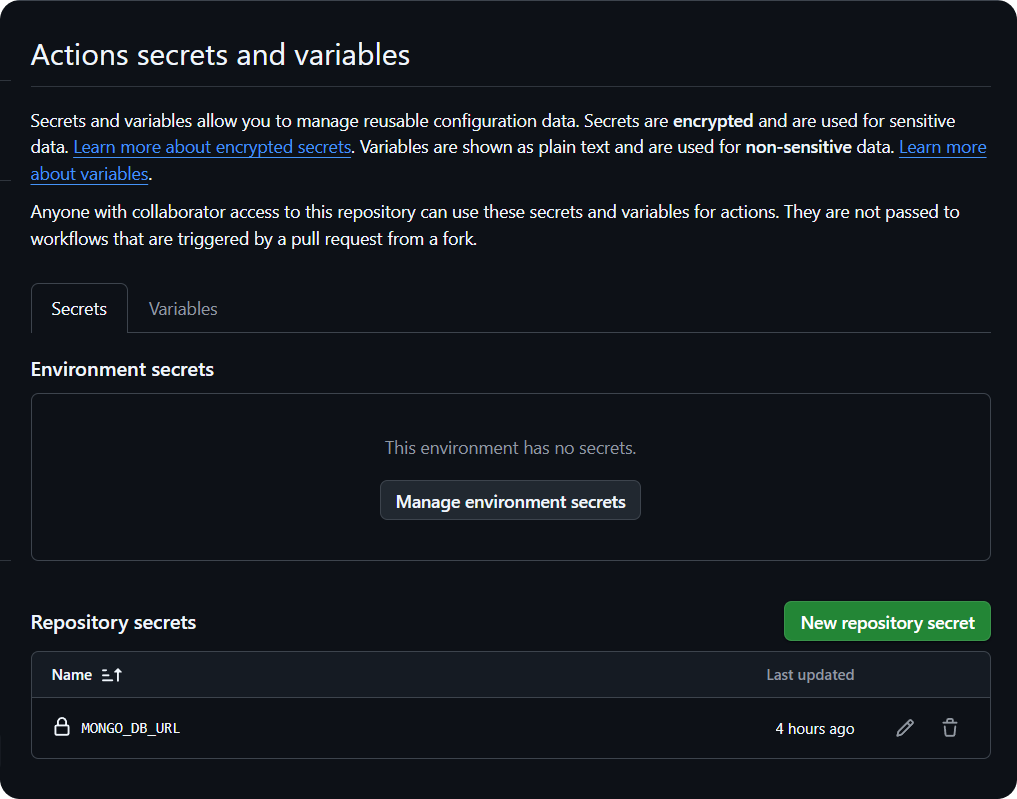 Actions secrets and variables
Secrets and variables allow you to manage reusable configuration data. Secrets are encrypted and are used for sensitive
data. Learn more about encrypted secrets. Variables are shown as plain text and are used for non-sensitive data. Learn more
about variables.
Anyone with collaborator access to this repository can use these secrets and variables for actions. They are not passed to
workflows that are triggered by a pull request from a fork.
Secrets Variables
Environment secrets
This environment has no secrets.
Manage environment secrets
Repository secrets New repository secret
Name Last updated
MONGO_DB_URL 4 hours ago